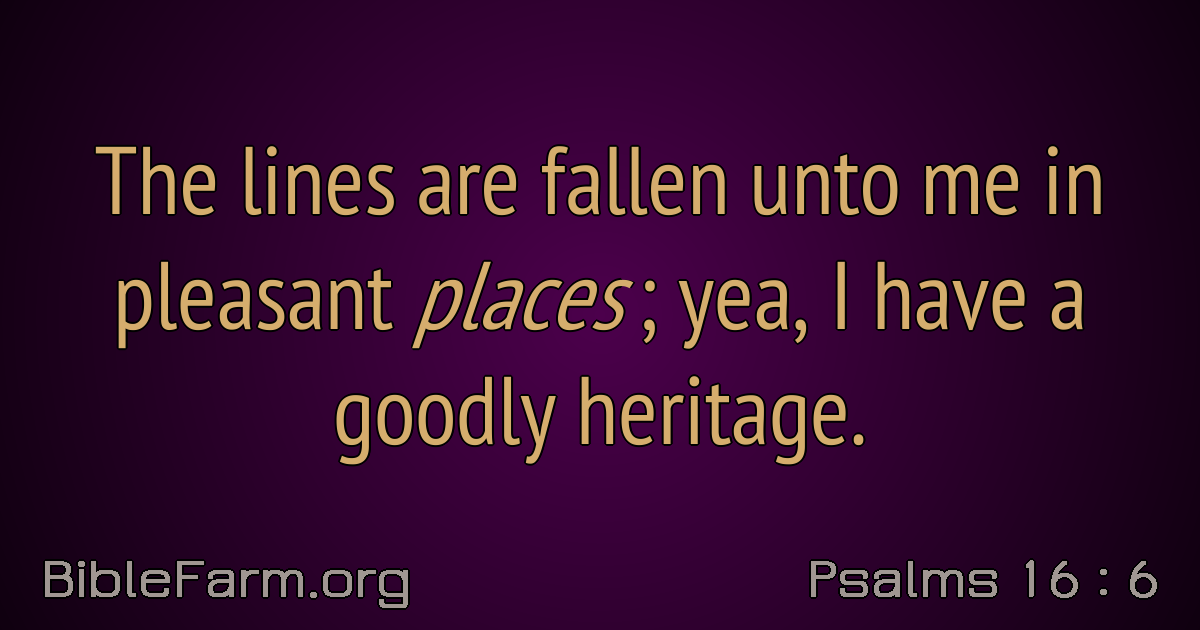 The lines are fallen unto me in
pleasant places; yea, I have a
goodly heritage.
BibleFarm.org
Psalms 16 : 6